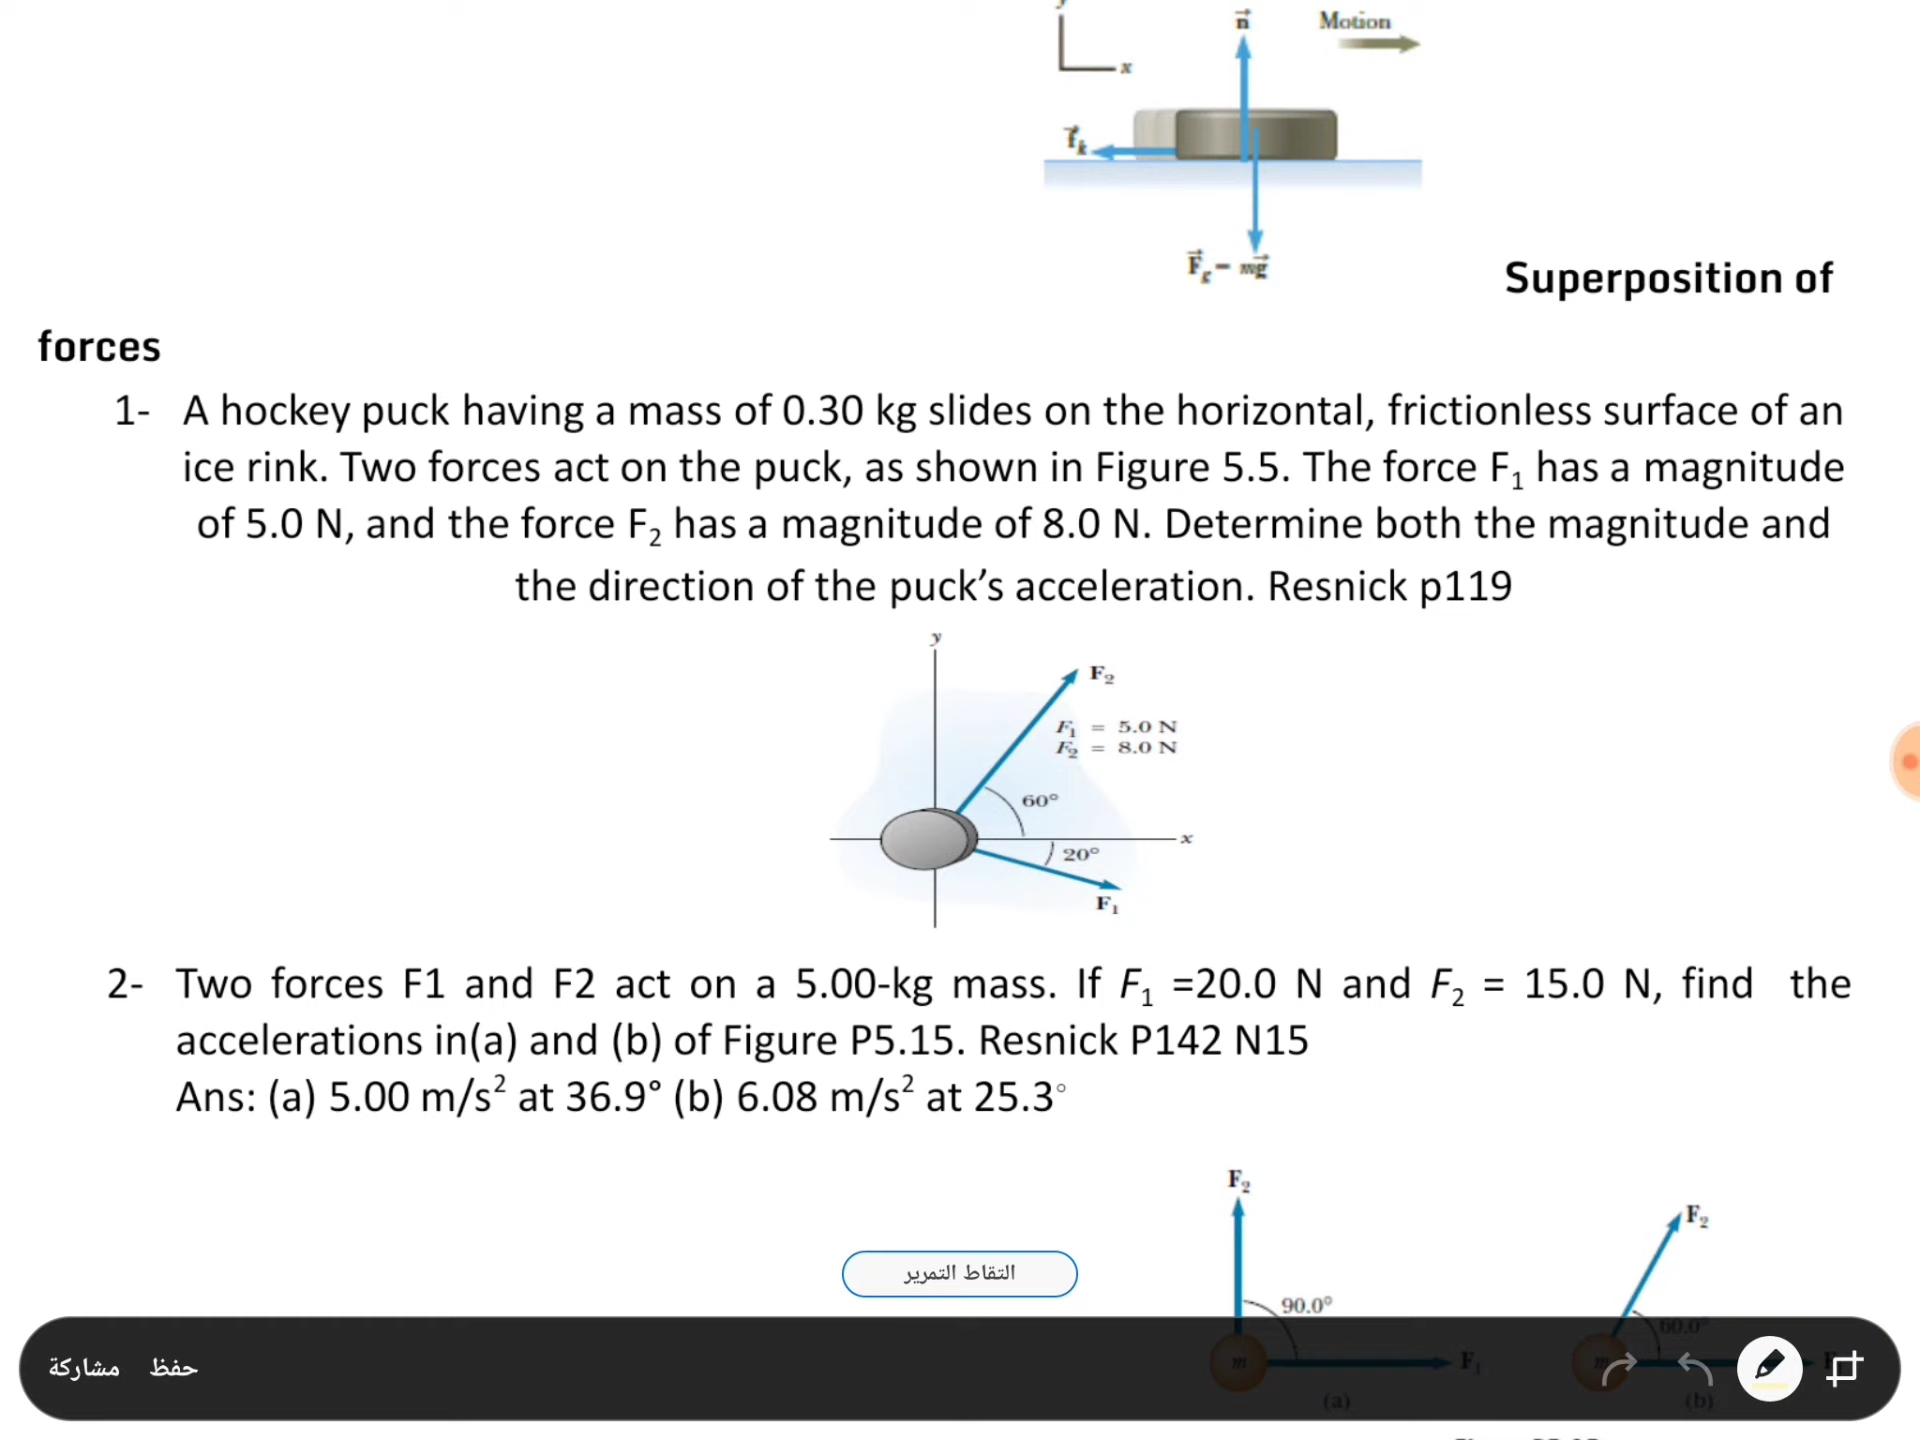 y
n
Motion
x
fk
Fg = mg
Superposition of
forces
1- A hockey puck having a mass of 0.30 kg slides on the horizontal, frictionless surface of an
ice rink. Two forces act on the puck, as shown in Figure 5.5. The force F₁ has a magnitude
of 5.0 N, and the force F₂ has a magnitude of 8.0 N. Determine both the magnitude and
the direction of the puck’s acceleration. Resnick p119
y
F₂
F₁ = 5.0 N
F₂ = 8.0 N
60°
x
20°
F₁
2- Two forces F1 and F2 act on a 5.00-kg mass. If F₁ =20.0 N and F₂ = 15.0 N, find the
accelerations in(a) and (b) of Figure P5.15. Resnick P142 N15
Ans: (a) 5.00 m/s² at 36.9° (b) 6.08 m/s² at 25.3°
F₂
F₂
التقاط التمرير
90.0°
60.0°
حفظ مشاركة
m
F₁
m
(a)
(b)